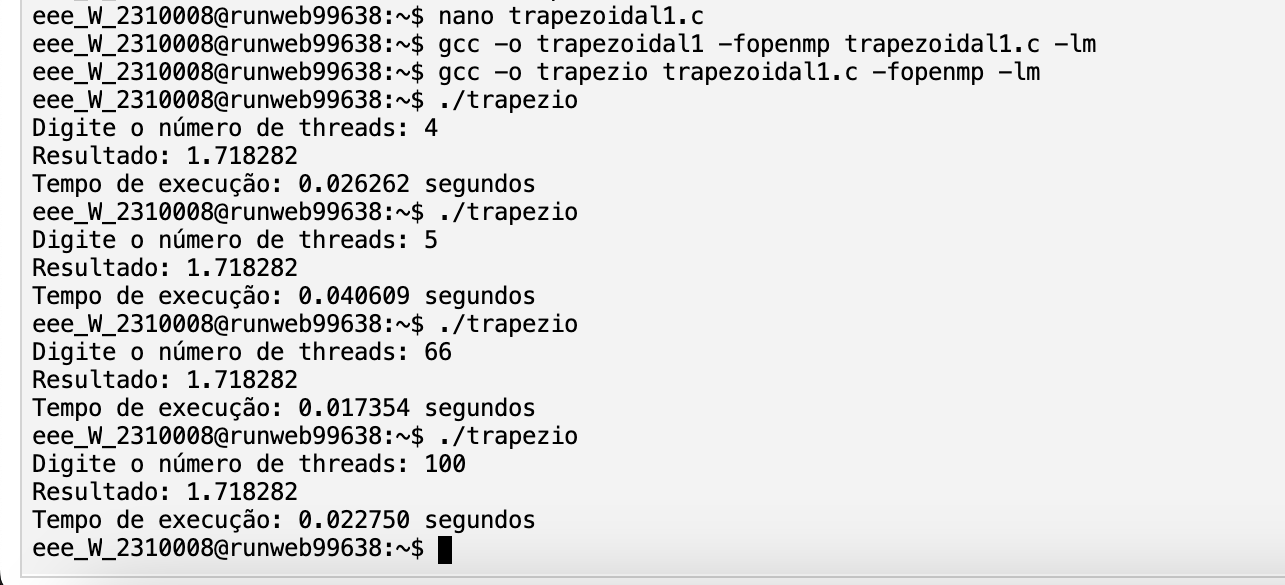 eee_W_2310008@runweb99638:~$ nano trapezoidal1.c
eee_W_2310008@runweb99638:~$ gcc -o trapezoidal1 -fopenmp trapezoidal1.c -lm
eee_W_2310008@runweb99638:~$ gcc -o trapezio trapezoidal1.c -fopenmp -lm
eee_W_2310008@runweb99638:~$ ./trapezio
Digite o número de threads: 4
Resultado: 1.718282
Tempo de execução: 0.026262 segundos
eee_W_2310008@runweb99638:~$ ./trapezio
Digite o número de threads: 5
Resultado: 1.718282
Tempo de execução: 0.040609 segundos
eee_W_2310008@runweb99638:~$ ./trapezio
Digite o número de threads: 66
Resultado: 1.718282
Tempo de execução: 0.017354 segundos
eee_W_2310008@runweb99638:~$ ./trapezio
Digite o número de threads: 100
Resultado: 1.718282
Tempo de execução: 0.022750 segundos
eee_W_2310008@runweb99638:~$